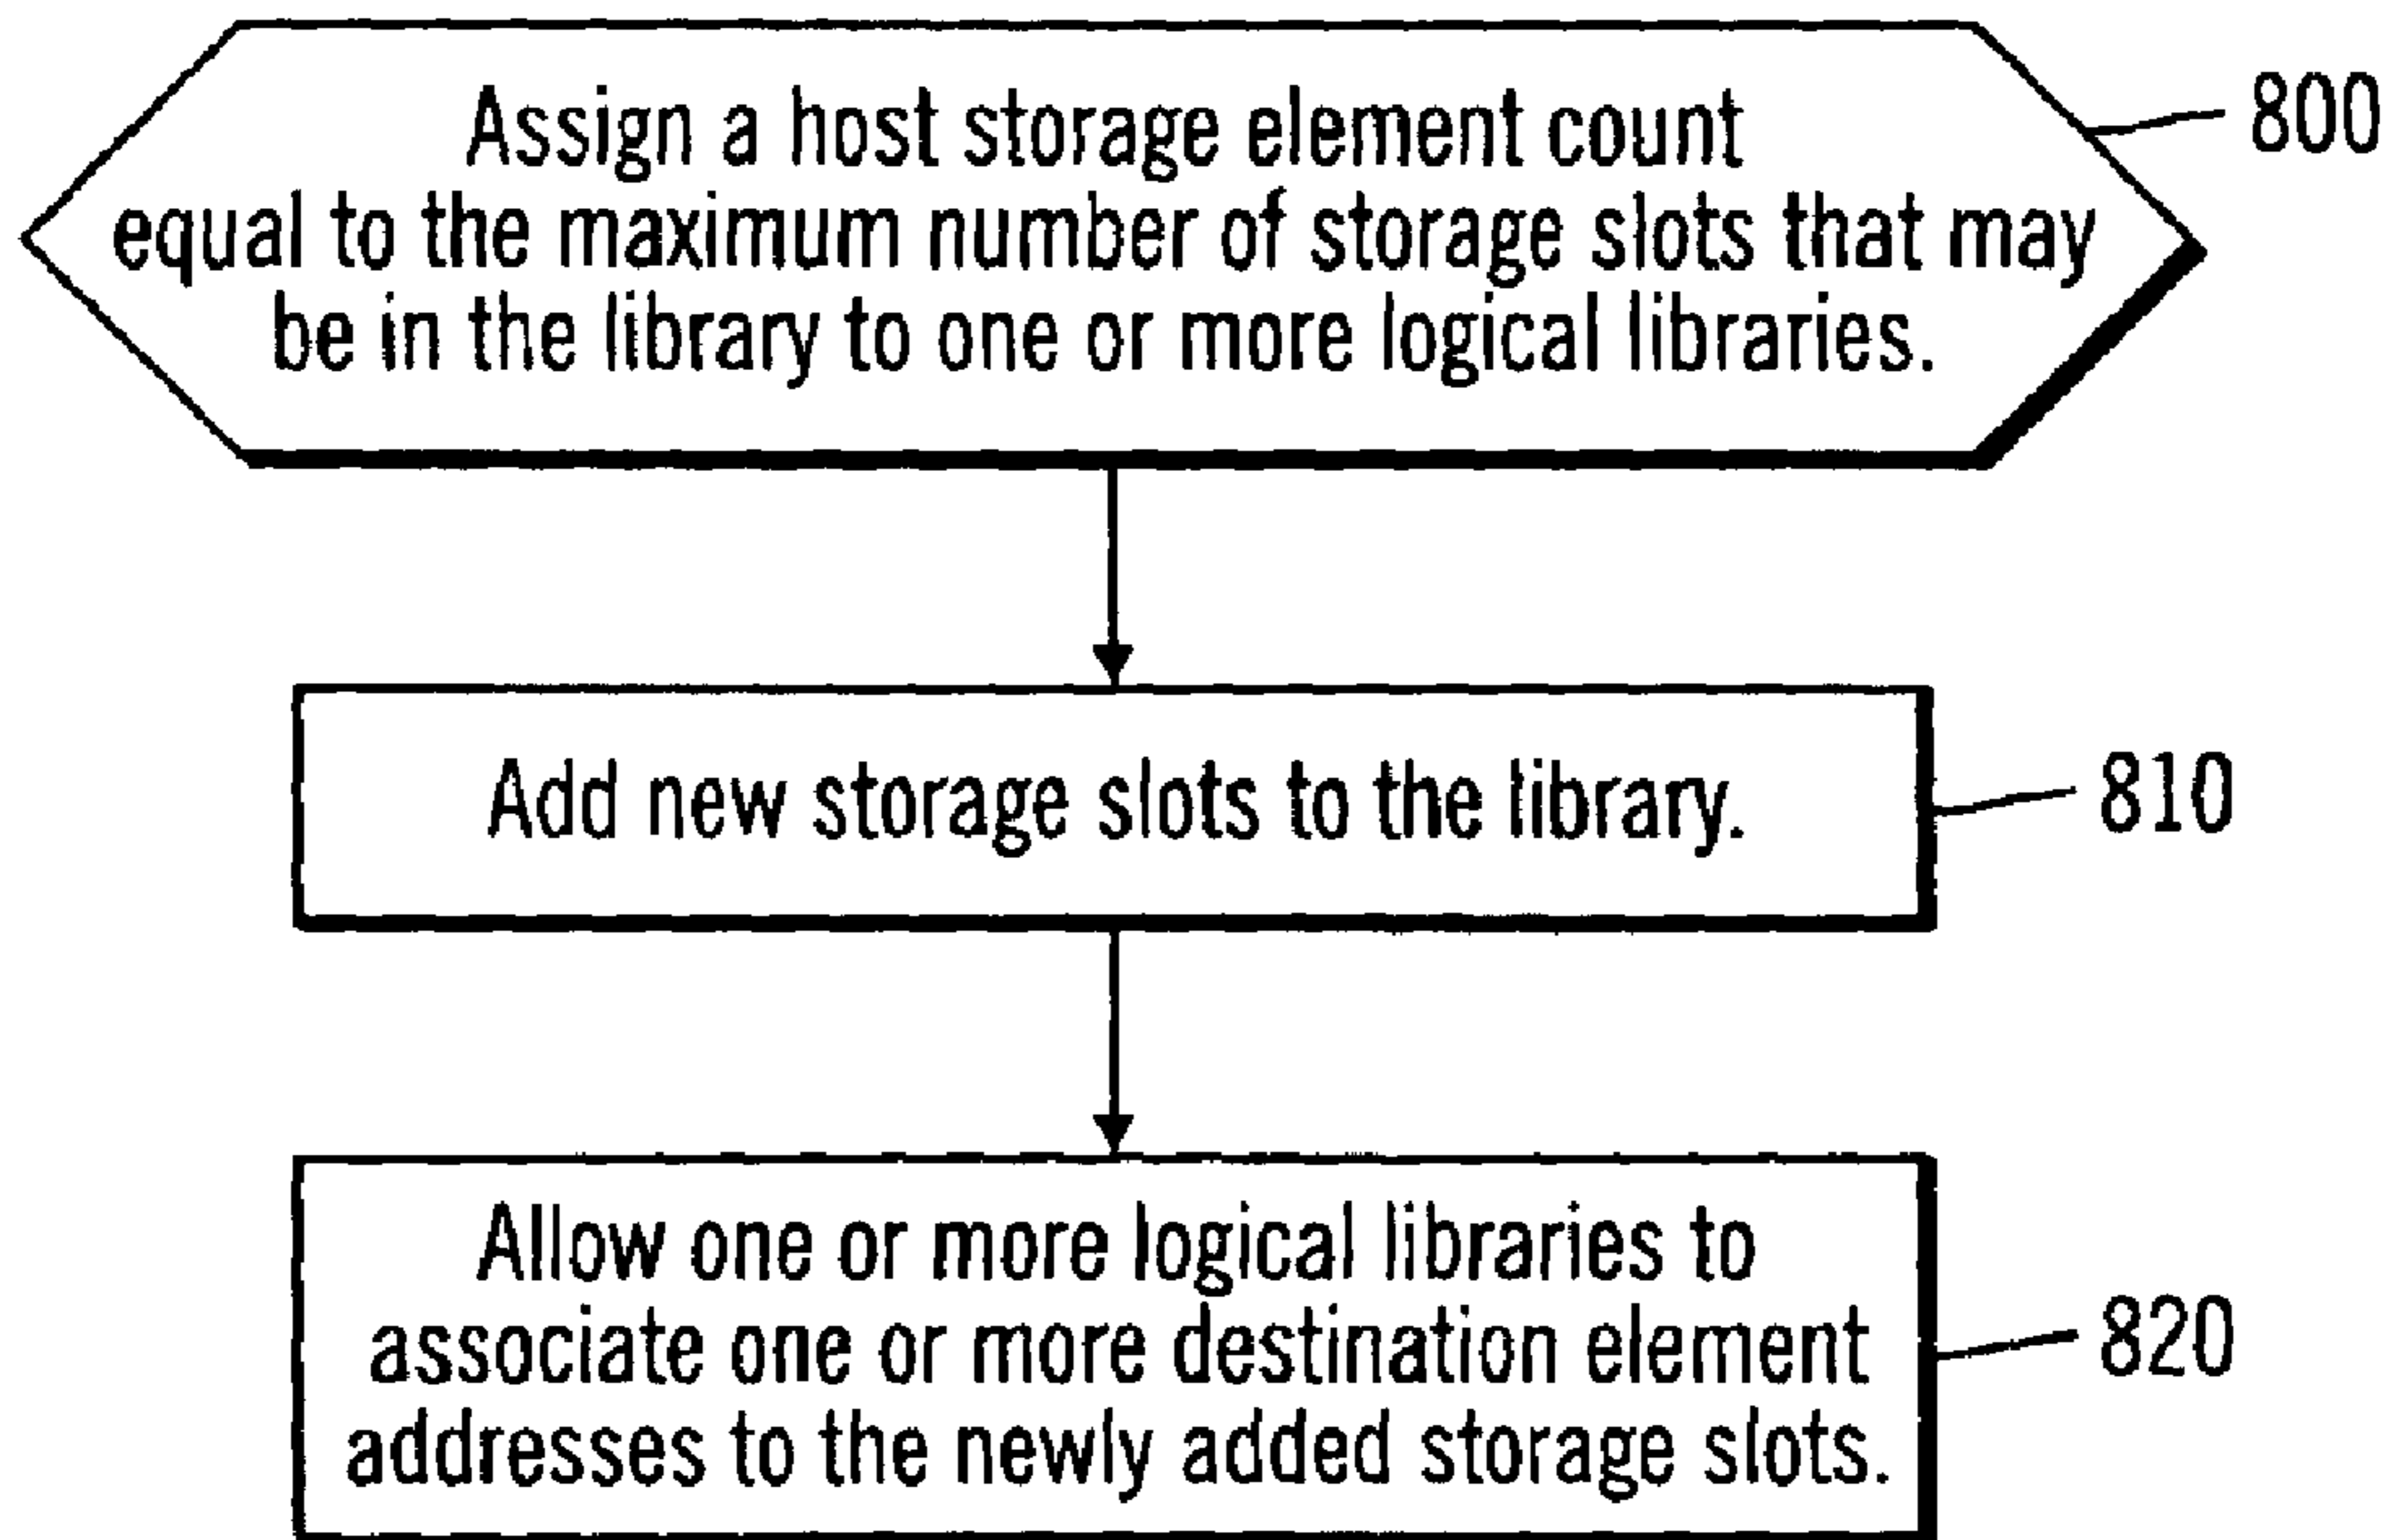 Assign a host storage element count
equal to the maximum number of storage slots that may
be in the library to one or more logical libraries.
800
Add new storage slots to the library.
810
Allow one or more logical libraries to
associate one or more destination element
addresses to the newly added storage slots.
820